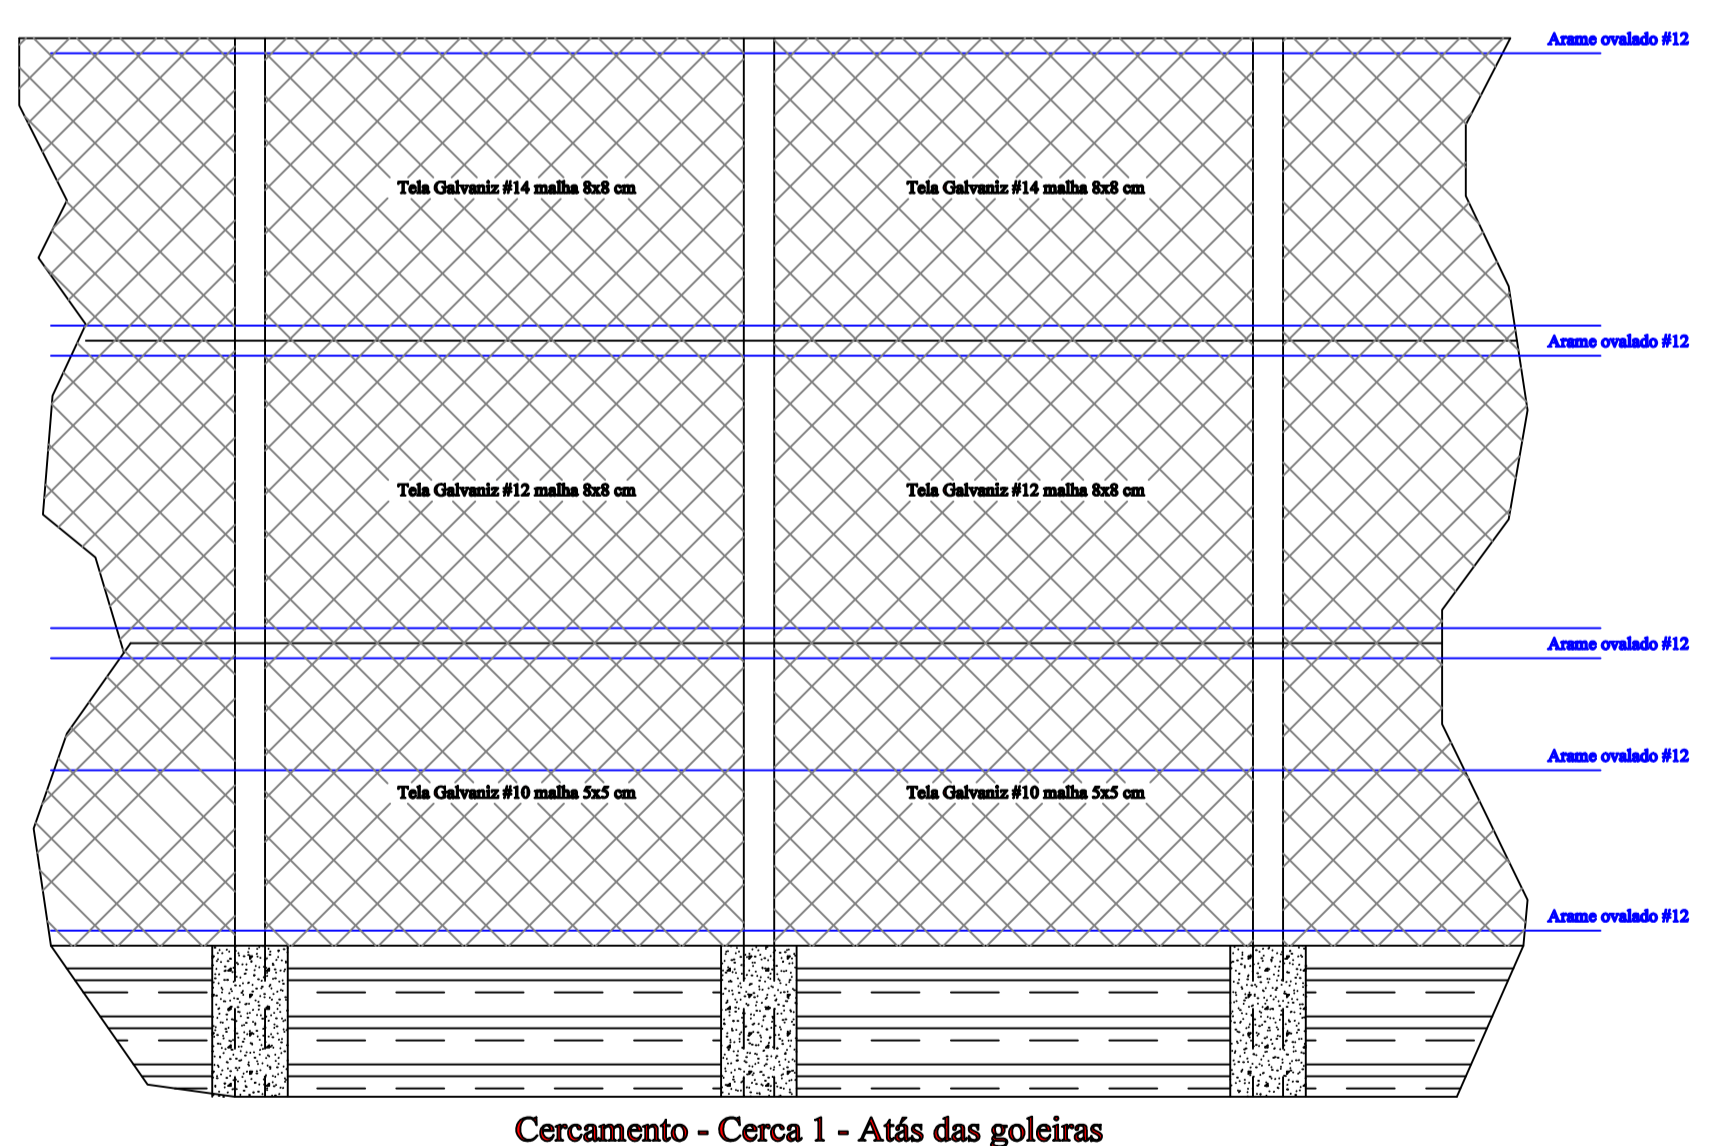 Arame ovalado #12
Tela Galvaniz #14 malha 8x8 cm
Tela Galvaniz #14 malha 8x8 cm
Arame ovalado #12
Tela Galvaniz #12 malha 8x8 cm
Tela Galvaniz #12 malha 8x8 cm
Arame ovalado #12
Arame ovalado #12
Tela Galvaniz #10 malha 5x5 cm
Tela Galvaniz #10 malha 5x5 cm
Arame ovalado #12
Cercamento - Cerca 1 - Atás das goleiras